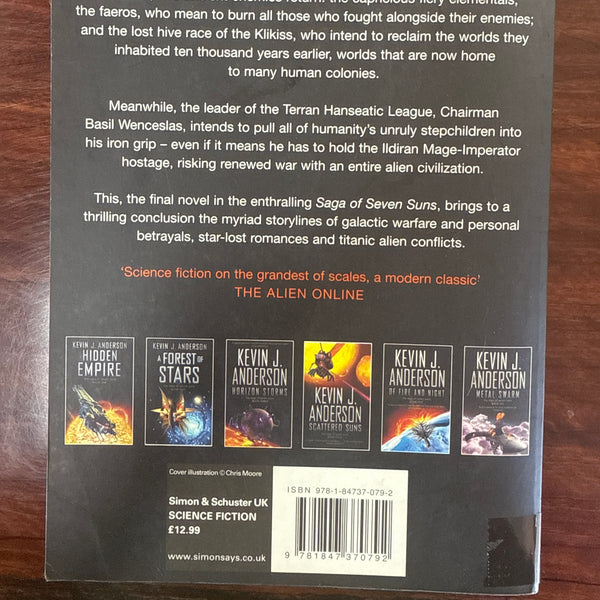 the faeros, who mean to burn all those who fought alongside their enemies;
and the lost hive race of the Klikiss, who intend to reclaim the worlds they
inhabited ten thousand years earlier, worlds that are now home
to many human colonies.
Meanwhile, the leader of the Terran Hanseatic League, Chairman
Basil Wenceslas, intends to pull all of humanity's unruly stepchildren into
his iron grip – even if it means he has to hold the Ildiran Mage-Imperator
hostage, risking renewed war with an entire alien civilization.
This, the final novel in the enthralling Saga of Seven Suns, brings to a
thrilling conclusion the myriad storylines of galactic warfare and personal
betrayals, star-lost romances and titanic alien conflicts.
'Science fiction on the grandest of scales, a modern classic'
THE ALIEN ONLINE
KEVIN J. ANDERSON
HIDDEN
EMPIRE
KEVIN J. ANDERSON
A FOREST OF
STARS
KEVIN J.
ANDERSON
HORIZON STORMS
KEVIN J.
ANDERSON
SCATTERED SUNS
KEVIN J.
ANDERSON
OF FIRE AND NIGHT
KEVIN J.
ANDERSON
METAL SWARM
Cover illustration © Chris Moore
Simon & Schuster UK
SCIENCE FICTION
£12.99
www.simonsays.co.uk
ISBN 978-1-84737-079-2
9 781847 370792